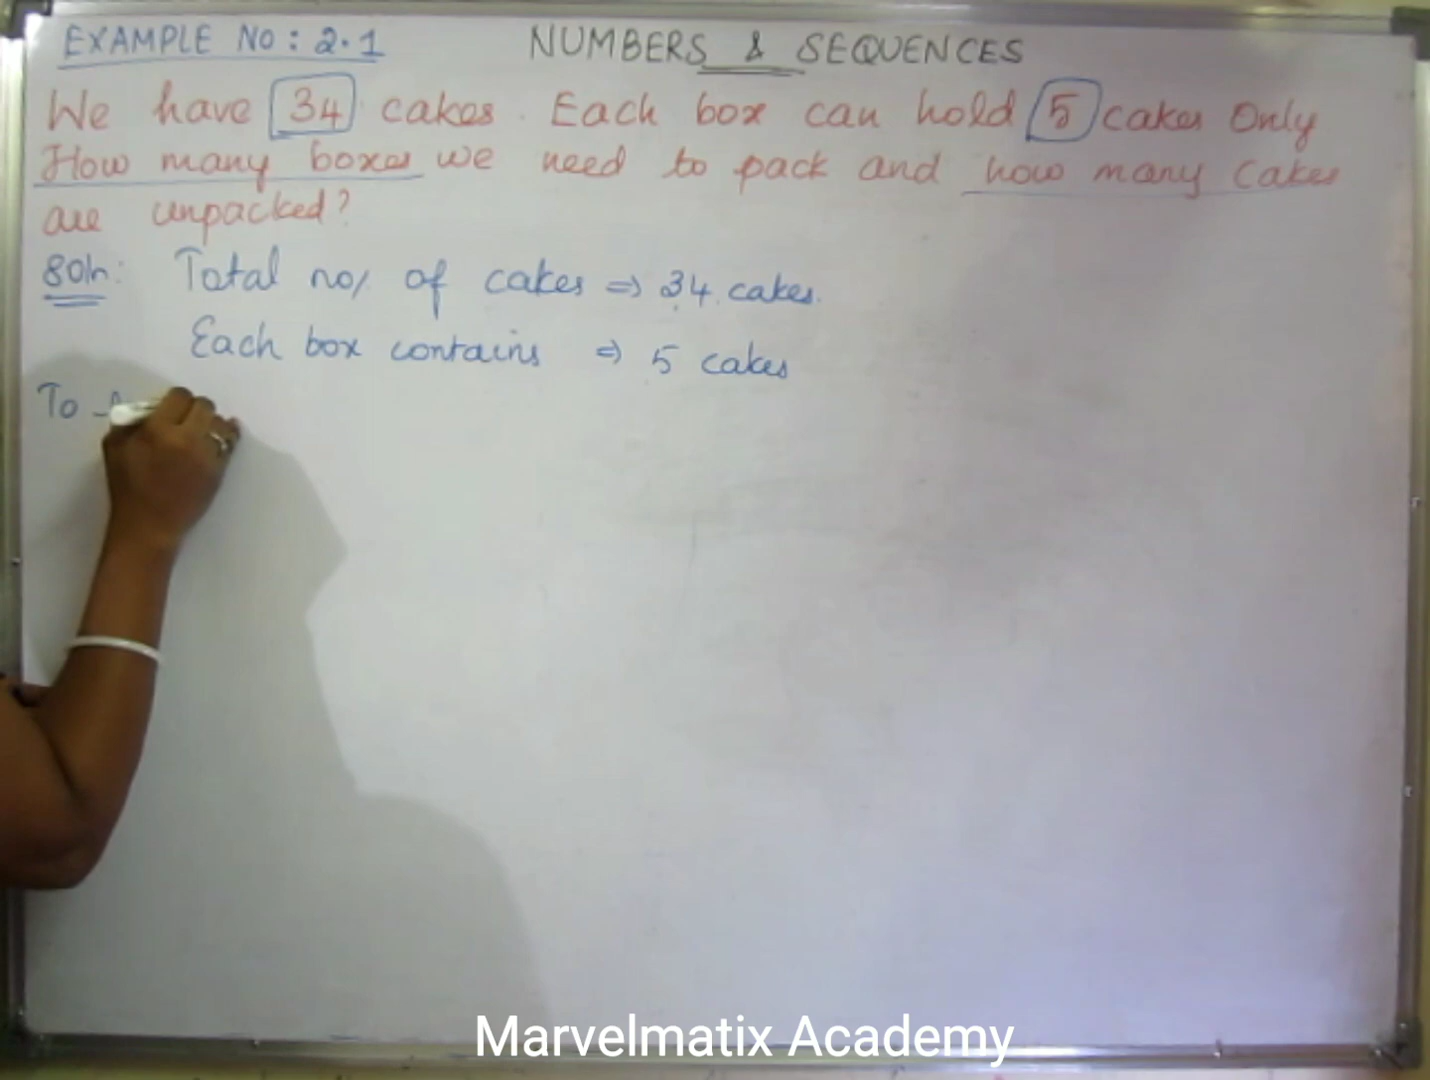 EXAMPLE NO : 2.1
NUMBERS & SEQUENCES
We have 34 cakes. Each box can hold 5 cakes Only
How many boxes we need to pack and how many Cakes
are unpacked?
Soln: Total no/. of cakes ⇒ 34 cakes.
Each box contains ⇒ 5 cakes
To
Marvelmatix Academy